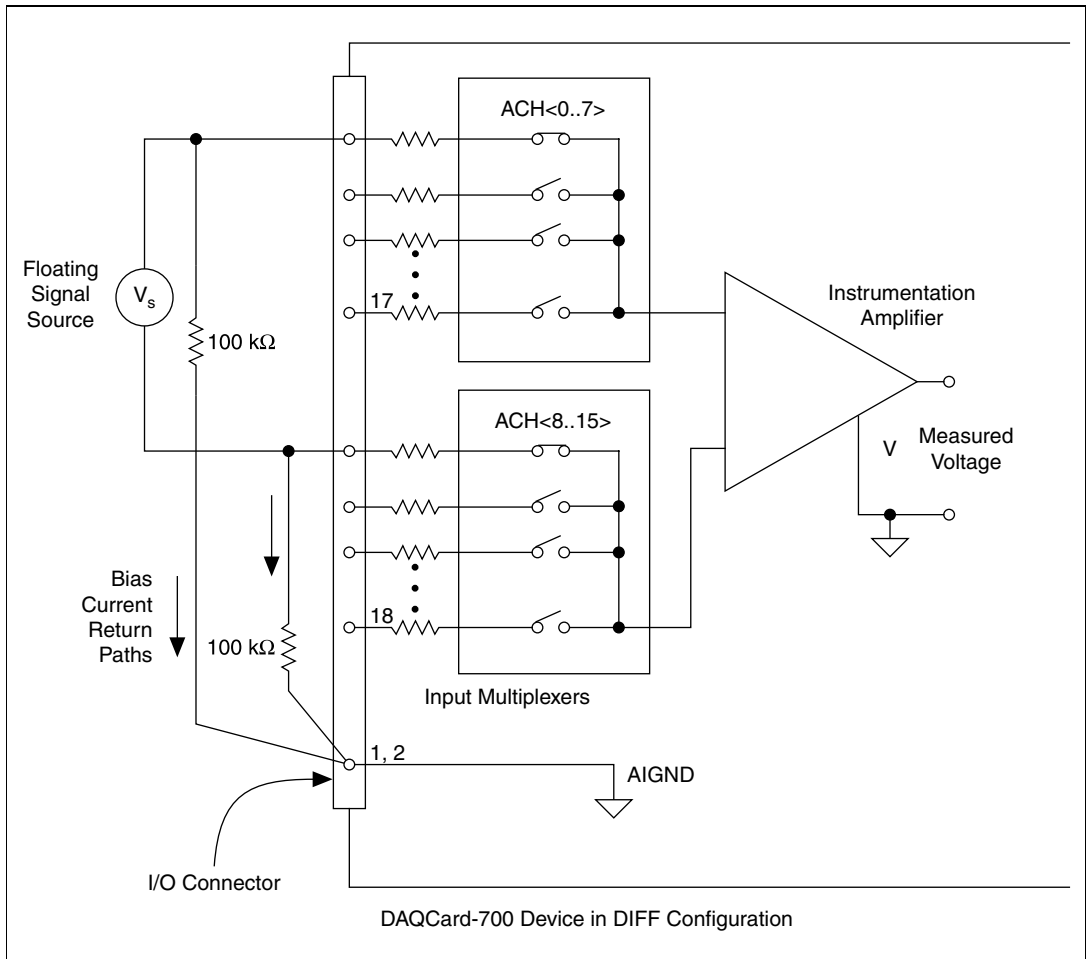 ACH<0..7>
Floating
Signal
Source
Vs
17
100 kΩ
Instrumentation
Amplifier
ACH<8..15>
V
Measured
Voltage
Bias
Current
Return
Paths
18
100 kΩ
Input Multiplexers
1, 2
AIGND
I/O Connector
DAQCard-700 Device in DIFF Configuration